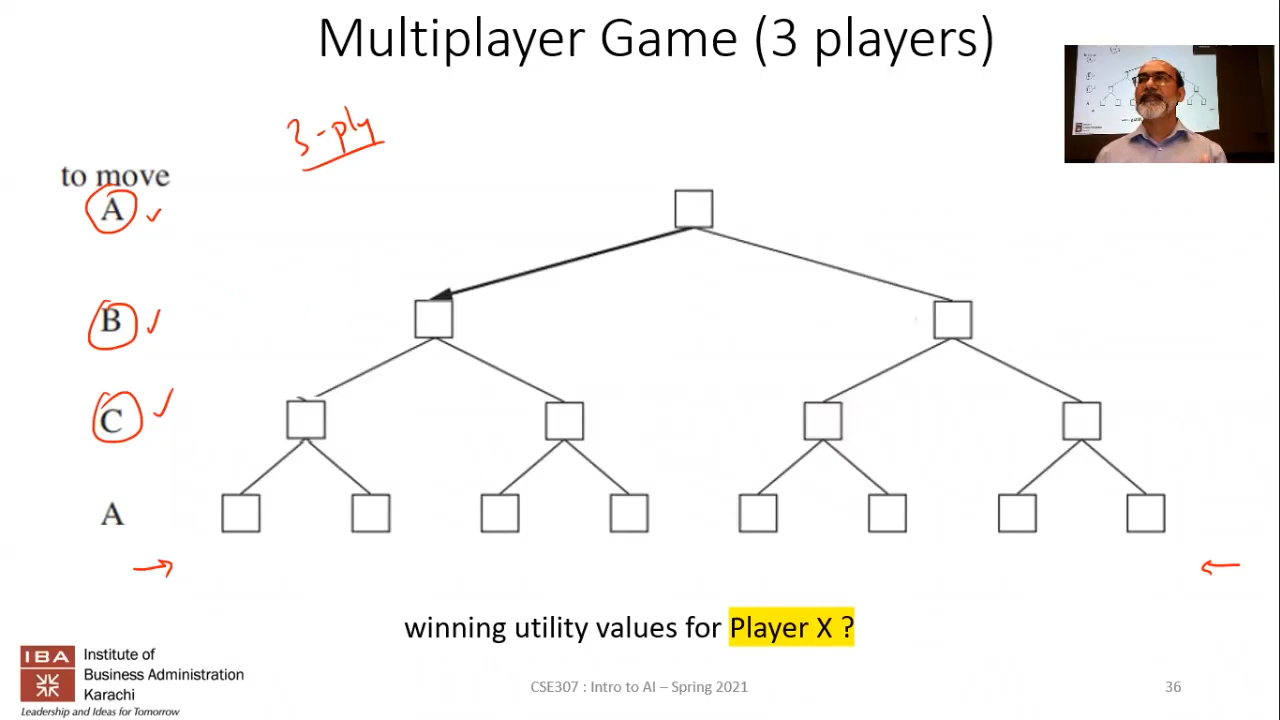 Multiplayer Game (3 players)
3-ply
to move
A
B
C
A
winning utility values for Player X ?
IBA
Institute of
Business Administration
Karachi
Leadership and Ideas for Tomorrow
CSE307 : Intro to AI – Spring 2021
36